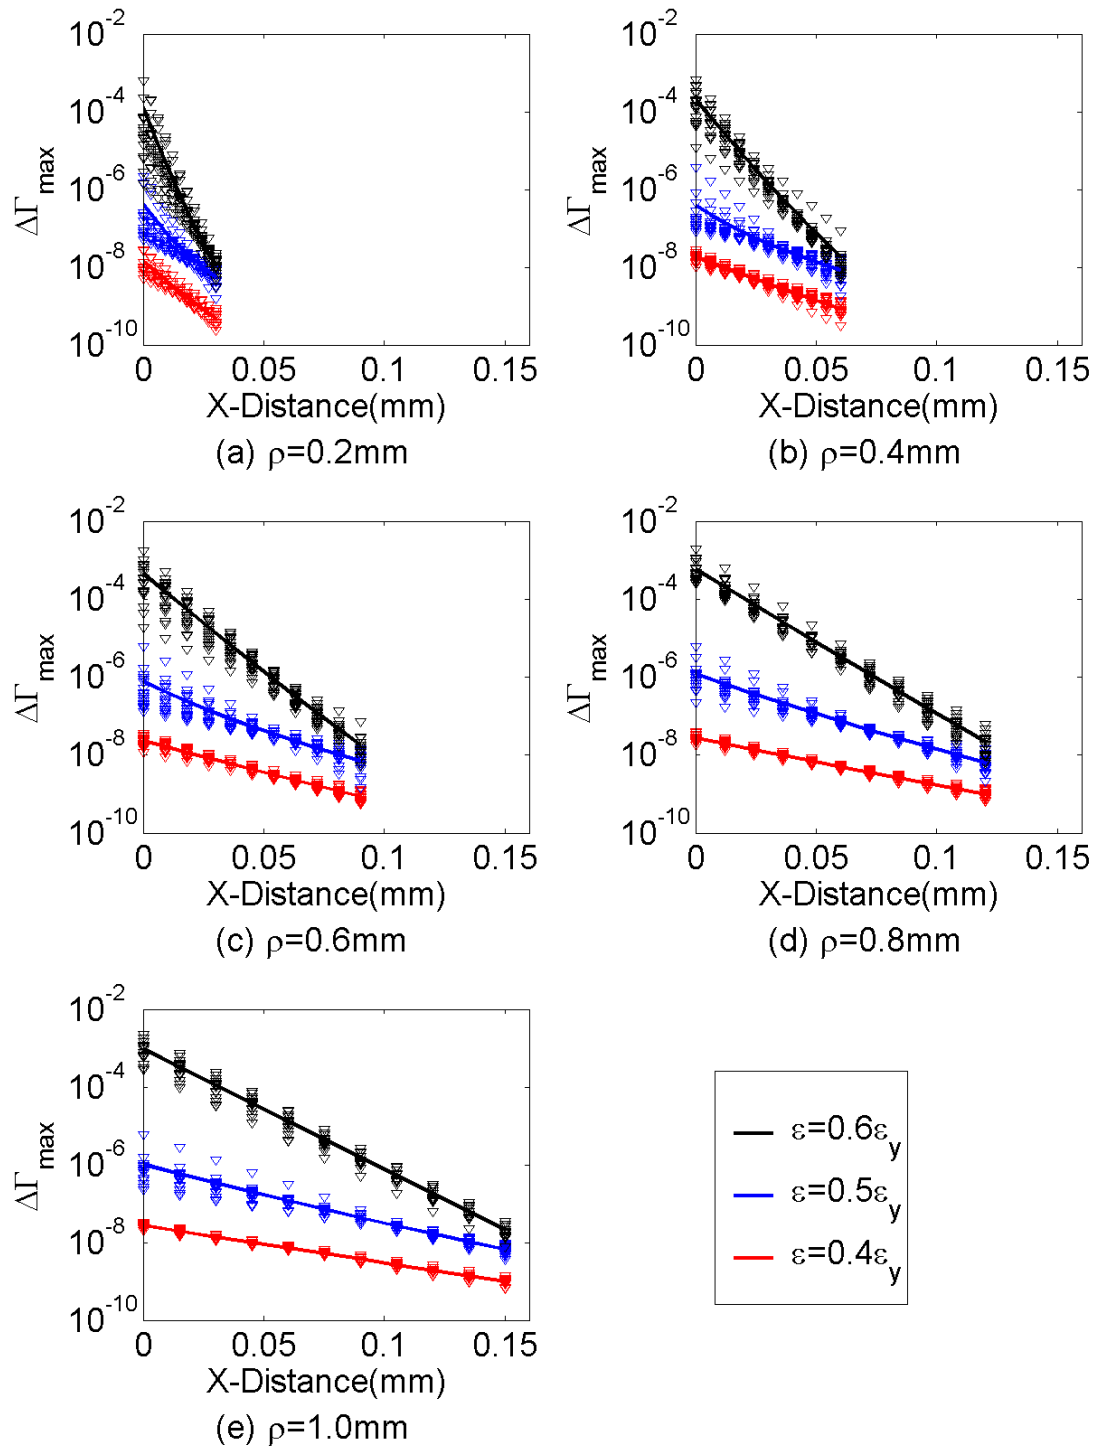 10^-2
10^-4
10^-6
10^-8
10^-10
ΔΓ_max
0 0.05 0.1 0.15
X-Distance(mm)
(a) ρ=0.2mm
10^-2
10^-4
10^-6
10^-8
10^-10
ΔΓ_max
0 0.05 0.1 0.15
X-Distance(mm)
(b) ρ=0.4mm
10^-2
10^-4
10^-6
10^-8
10^-10
ΔΓ_max
0 0.05 0.1 0.15
X-Distance(mm)
(c) ρ=0.6mm
10^-2
10^-4
10^-6
10^-8
10^-10
ΔΓ_max
0 0.05 0.1 0.15
X-Distance(mm)
(d) ρ=0.8mm
10^-2
10^-4
10^-6
10^-8
10^-10
ΔΓ_max
0 0.05 0.1 0.15
X-Distance(mm)
(e) ρ=1.0mm
ε=0.6ε_y
ε=0.5ε_y
ε=0.4ε_y